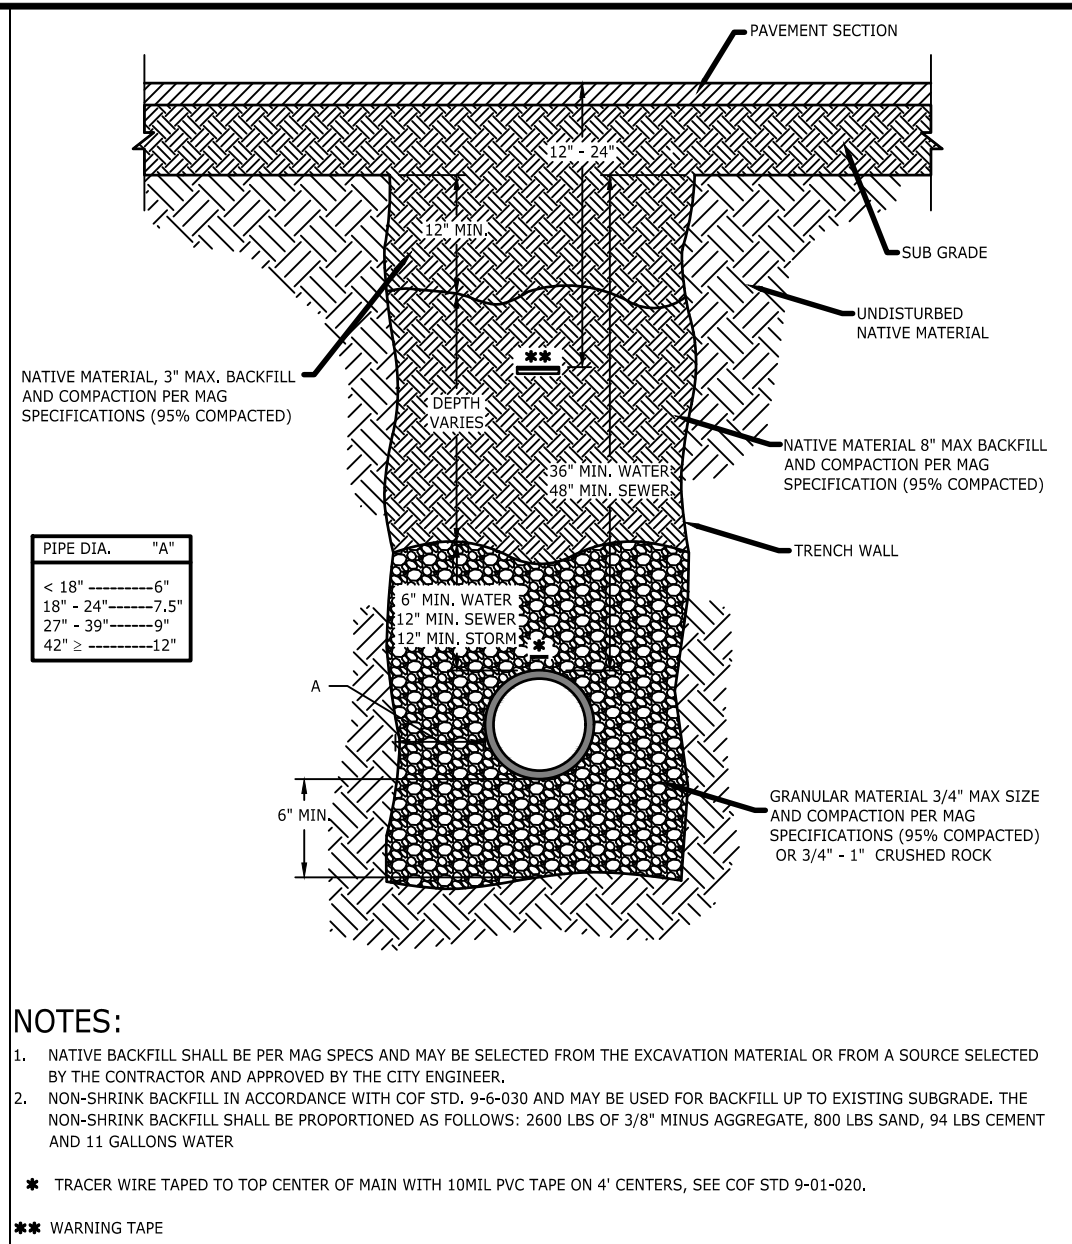 PAVEMENT SECTION
12" - 24"
12" MIN.
SUB GRADE
UNDISTURBED
NATIVE MATERIAL
**
NATIVE MATERIAL, 3" MAX. BACKFILL
AND COMPACTION PER MAG
SPECIFICATIONS (95% COMPACTED)
DEPTH
VARIES
NATIVE MATERIAL 8" MAX BACKFILL
AND COMPACTION PER MAG
SPECIFICATION (95% COMPACTED)
36" MIN. WATER
48" MIN. SEWER
TRENCH WALL
PIPE DIA. "A"
< 18" ---------6"
18" - 24"------7.5"
27" - 39"------9"
42" ≥ ---------12"
6" MIN. WATER
12" MIN. SEWER
12" MIN. STORM
*
A
6" MIN.
GRANULAR MATERIAL 3/4" MAX SIZE
AND COMPACTION PER MAG
SPECIFICATIONS (95% COMPACTED)
OR 3/4" - 1" CRUSHED ROCK
NOTES:
1. NATIVE BACKFILL SHALL BE PER MAG SPECS AND MAY BE SELECTED FROM THE EXCAVATION MATERIAL OR FROM A SOURCE SELECTED
BY THE CONTRACTOR AND APPROVED BY THE CITY ENGINEER.
2. NON-SHRINK BACKFILL IN ACCORDANCE WITH COF STD. 9-6-030 AND MAY BE USED FOR BACKFILL UP TO EXISTING SUBGRADE. THE
NON-SHRINK BACKFILL SHALL BE PROPORTIONED AS FOLLOWS: 2600 LBS OF 3/8" MINUS AGGREGATE, 800 LBS SAND, 94 LBS CEMENT
AND 11 GALLONS WATER
* TRACER WIRE TAPED TO TOP CENTER OF MAIN WITH 10MIL PVC TAPE ON 4' CENTERS, SEE COF STD 9-01-020.
** WARNING TAPE